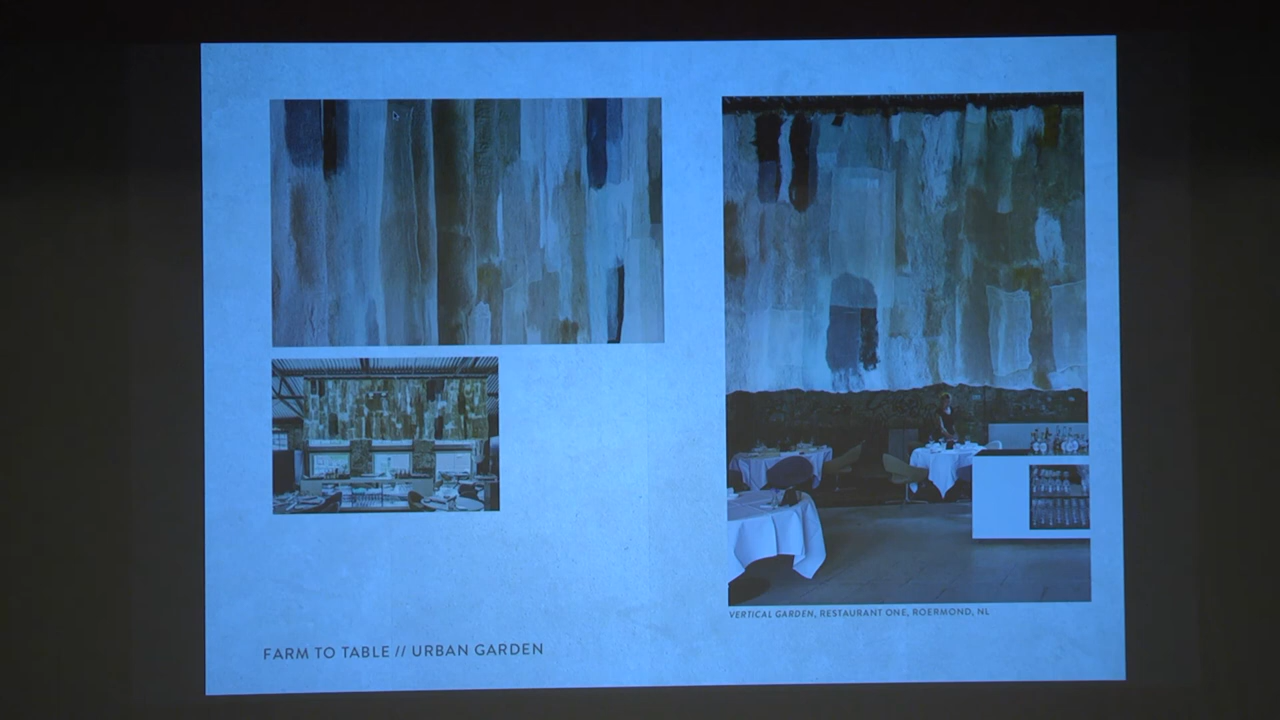 VERTICAL GARDEN, RESTAURANT ONE, ROERMOND, NL
FARM TO TABLE // URBAN GARDEN